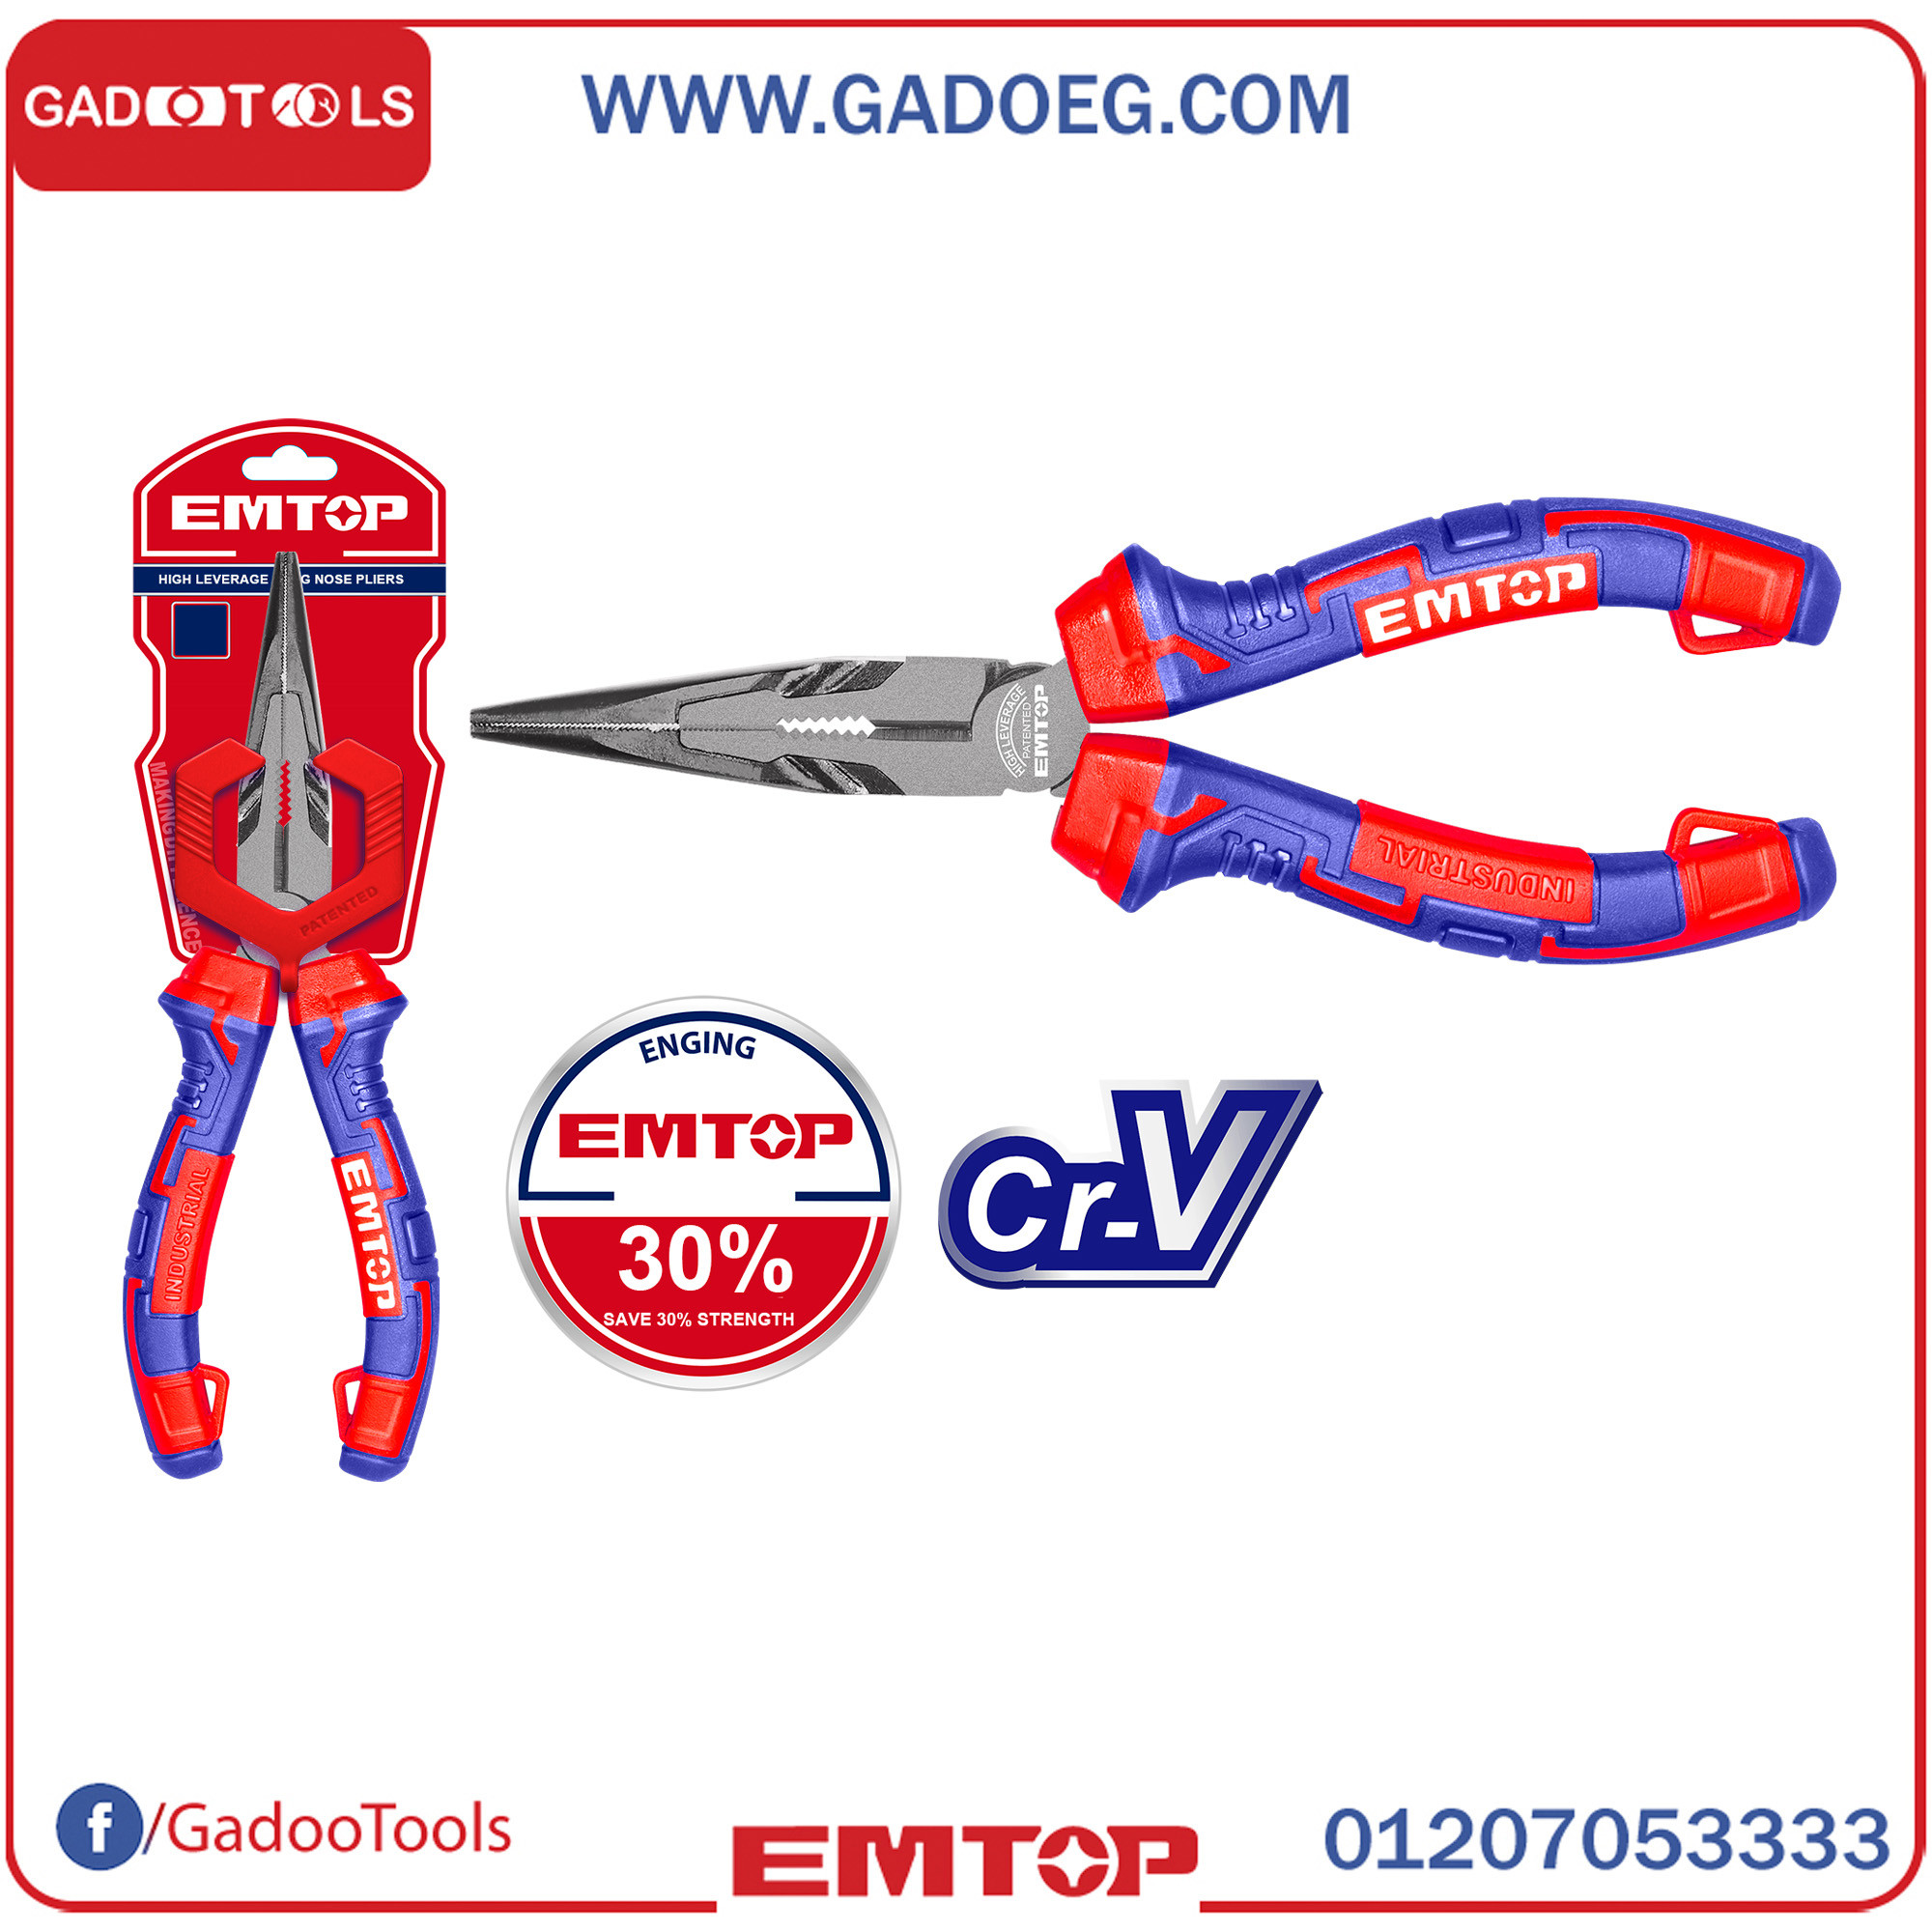 GADOTOOLS
WWW.GADOEG.COM
EMTOP
HIGH LEVERAGE G NOSE PLIERS
PATENTED
INDUSTRIAL
EMTOP
EMTOP
HIGH LEVERAGE
PATENTED
EMTOP
INDUSTRIAL
ENGING
EMTOP
30%
SAVE 30% STRENGTH
Cr-V
f/GadooTools
EMTOP
01207053333